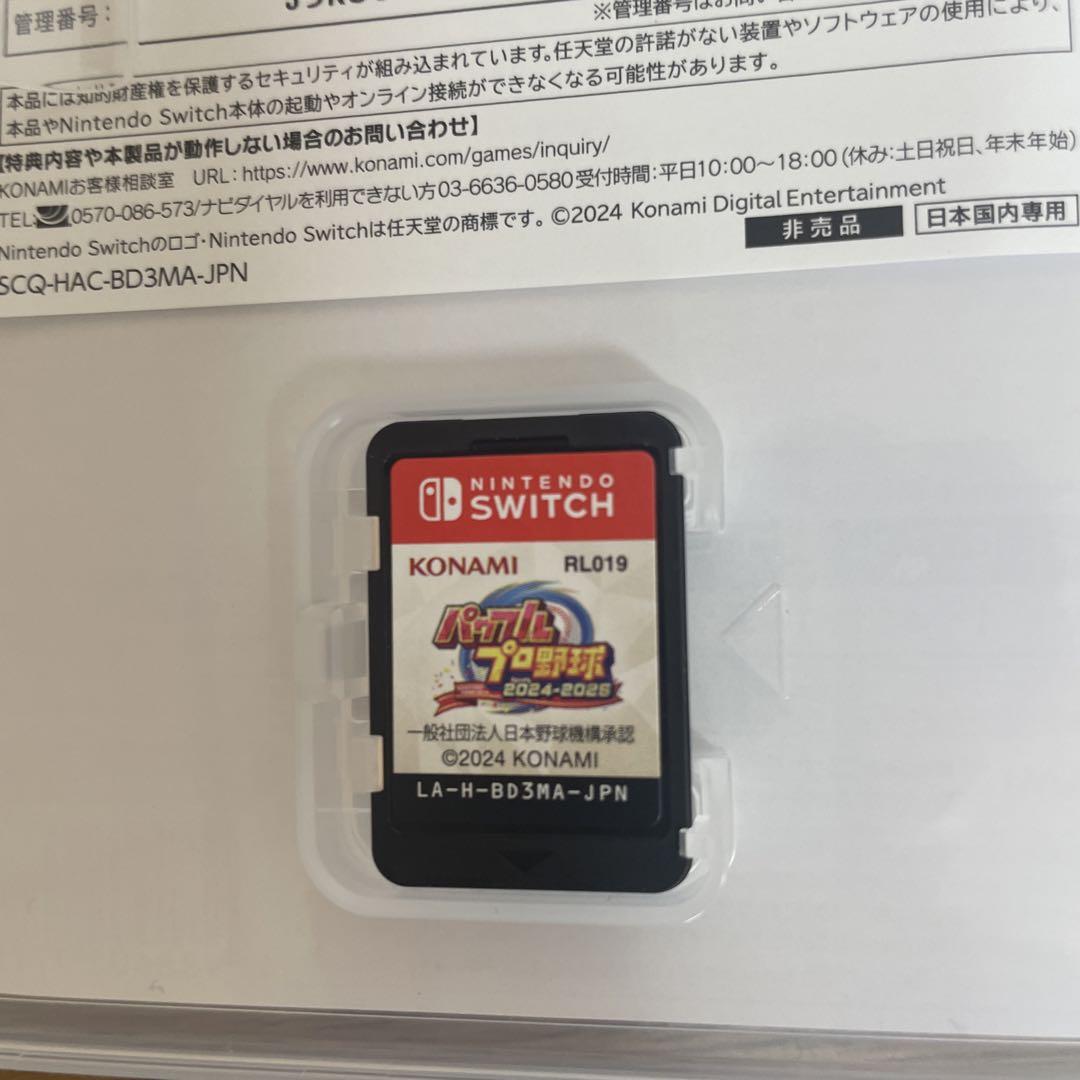 管理番号:
※管理番号はお問い
本品には知的財産権を保護するセキュリティが組み込まれています。任天堂の許諾がない装置やソフトウェアの使用により、
本品やNintendo Switch本体の起動やオンライン接続ができなくなる可能性があります。
【特典内容や本製品が動作しない場合のお問い合わせ】
KONAMIお客様相談室 URL:https://www.konami.com/games/inquiry/
TEL: 0570-086-573/ナビダイヤルを利用できない方03-6636-0580受付時間:平日10:00〜18:00(休み:土日祝日、年末年始)
Nintendo Switchのロゴ・Nintendo Switchは任天堂の商標です。 ©2024 Konami Digital Entertainment
非売品 日本国内専用
SCQ-HAC-BD3MA-JPN
NINTENDO
SWITCH
KONAMI RL019
パワフル
プロ野球
2024-2025
一般社団法人日本野球機構承認
©2024 KONAMI
LA-H-BD3MA-JPN